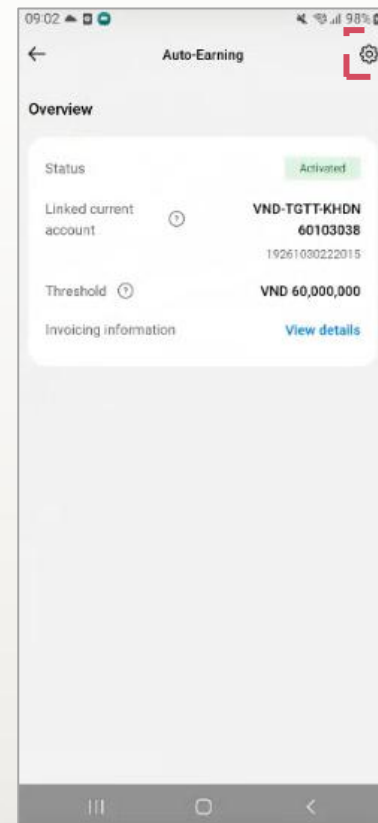 09:02 98%
Auto-Earning
Overview
Status Activated
Linked current account VND-TGTT-KHDN
60103038
19261030222015
Threshold VND 60,000,000
Invoicing information View details